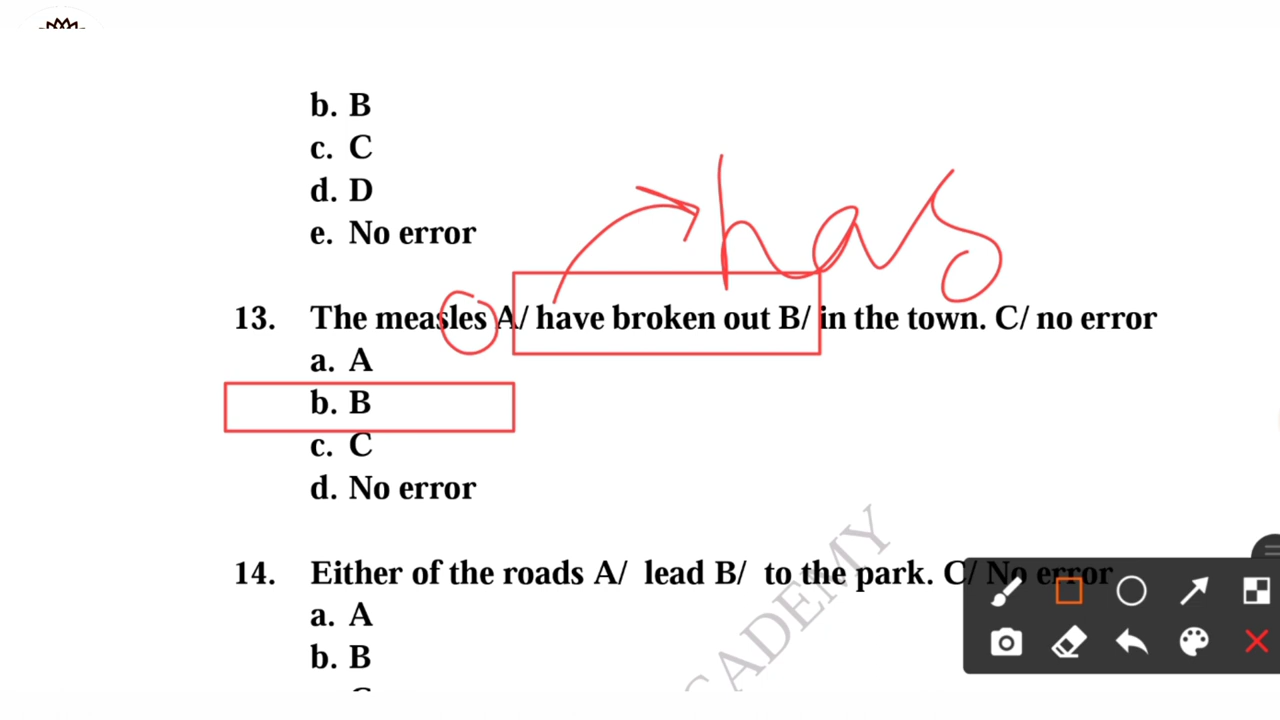 b. B
c. C
d. D
e. No error
has
13. The measles A/ have broken out B/ in the town. C/ no error
a. A
b. B
c. C
d. No error
14. Either of the roads A/ lead B/ to the park. C/ No error
a. A
b. B
CADEMY